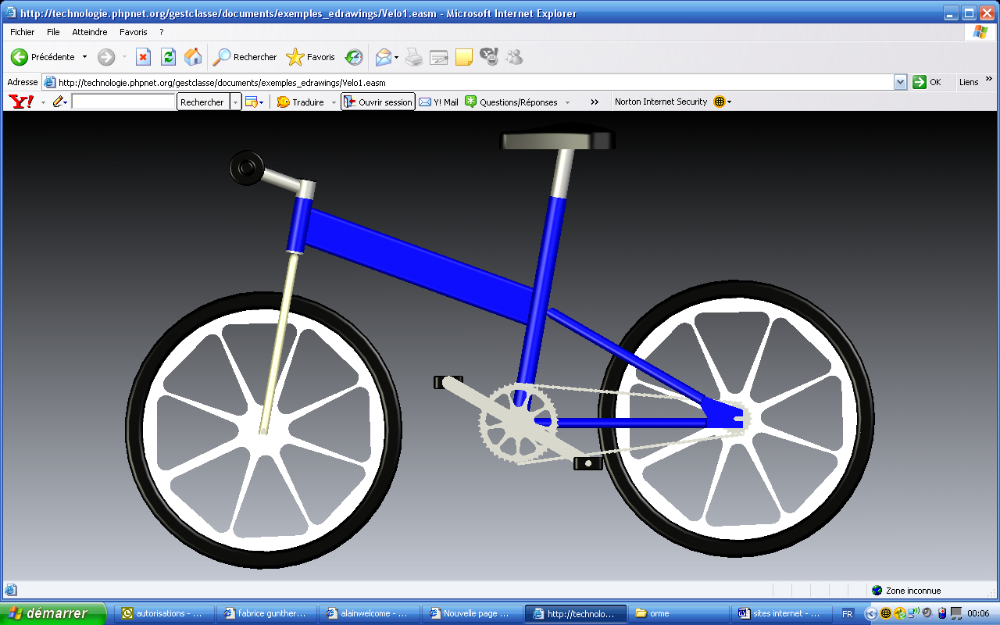 http://technologie.phpnet.org/gestclasse/documents/exemples_edrawings/Velo1.easm - Microsoft Internet Explorer
Fichier File Atteindre Favoris ?
Précédente Rechercher Favoris
Adresse http://technologie.phpnet.org/gestclasse/documents/exemples_edrawings/Velo1.easm OK Liens »
Y! Rechercher Traduire Ouvrir session Y! Mail Questions/Réponses » Norton Internet Security
Zone inconnue
démarrer autorisations - ... fabrice gunther... alainwelcome - ... Nouvelle page ... http://technolo... orme sites internet - ... FR 00:06